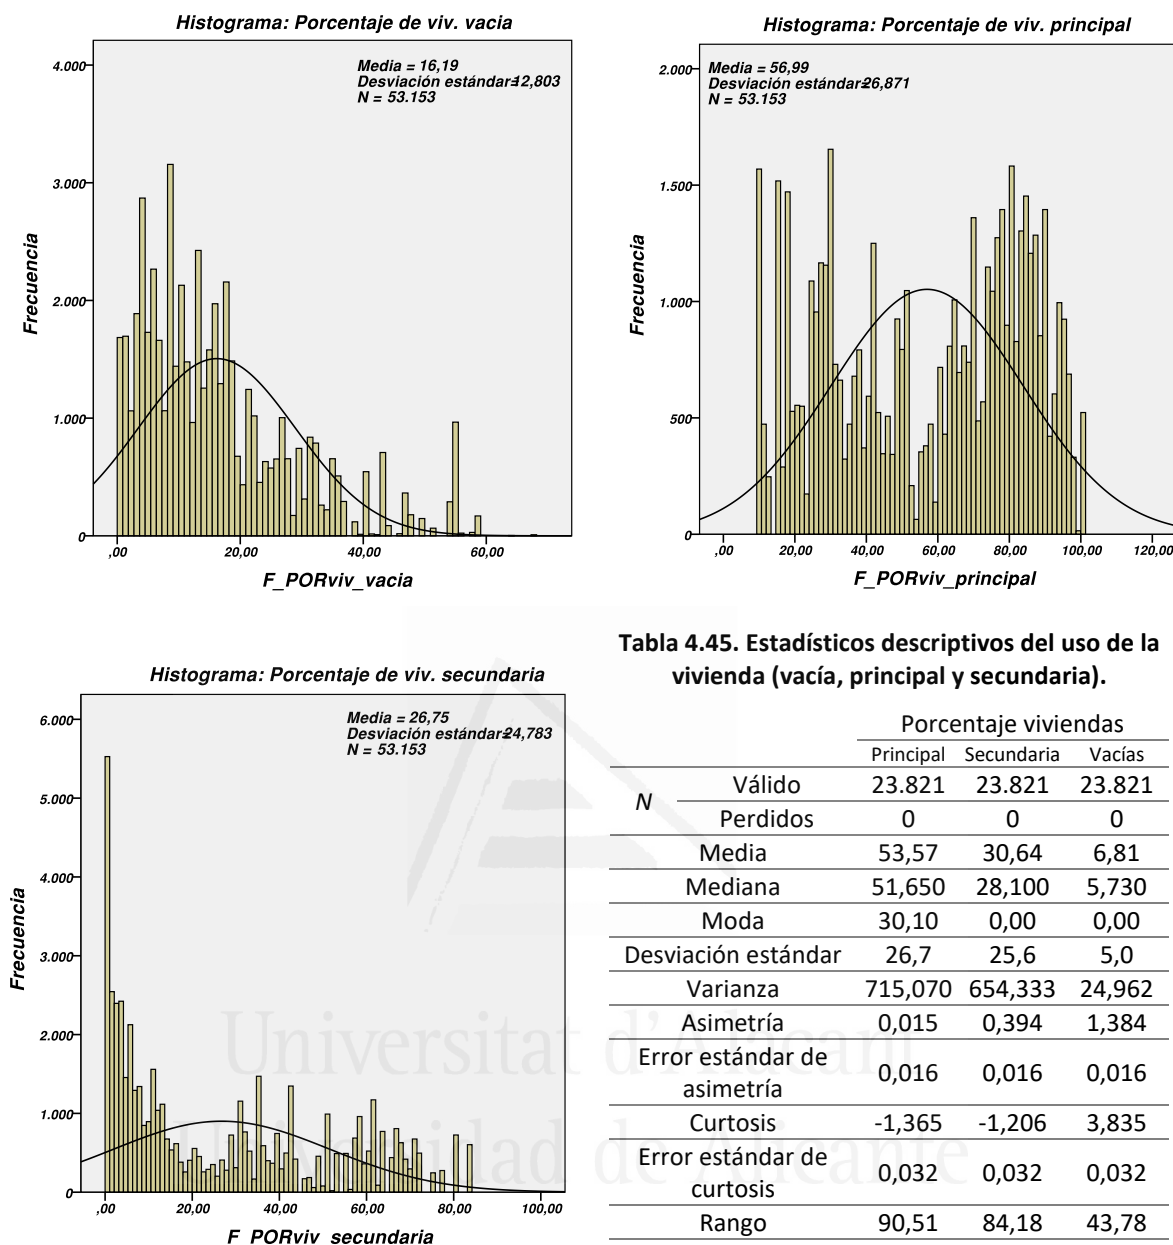 Histograma: Porcentaje de viv. vacia
4.000
3.000
2.000
1.000
0
Frecuencia
Media = 16,19
Desviación estándar=12,803
N = 53.153
,00 20,00 40,00 60,00
F_PORviv_vacia
Histograma: Porcentaje de viv. principal
2.000
1.500
1.000
500
0
Frecuencia
Media = 56,99
Desviación estándar=26,871
N = 53.153
,00 20,00 40,00 60,00 80,00 100,00 120,00
F_PORviv_principal
Histograma: Porcentaje de viv. secundaria
6.000
5.000
4.000
3.000
2.000
1.000
0
Frecuencia
Media = 26,75
Desviación estándar=24,783
N = 53.153
,00 20,00 40,00 60,00 80,00 100,00
F_PORviv_secundaria
Tabla 4.45. Estadísticos descriptivos del uso de la
vivienda (vacía, principal y secundaria).
Porcentaje viviendas
Principal Secundaria Vacías
N Válido 23.821 23.821 23.821
Perdidos 0 0 0
Media 53,57 30,64 6,81
Mediana 51,650 28,100 5,730
Moda 30,10 0,00 0,00
Desviación estándar 26,7 25,6 5,0
Varianza 715,070 654,333 24,962
Asimetría 0,015 0,394 1,384
Error estándar de
asimetría 0,016 0,016 0,016
Curtosis -1,365 -1,206 3,835
Error estándar de
curtosis 0,032 0,032 0,032
Rango 90,51 84,18 43,78
Universitat d'Alacant
Universidad de Alicante